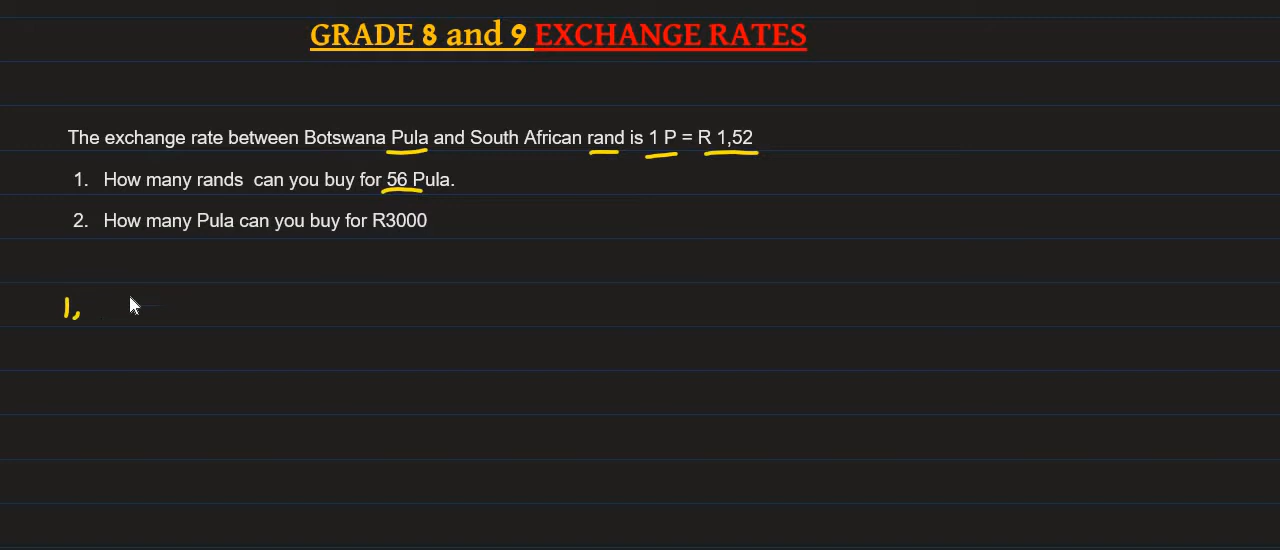 GRADE 8 and 9 EXCHANGE RATES
The exchange rate between Botswana Pula and South African rand is 1 P = R 1,52
1. How many rands can you buy for 56 Pula.
2. How many Pula can you buy for R3000
1,